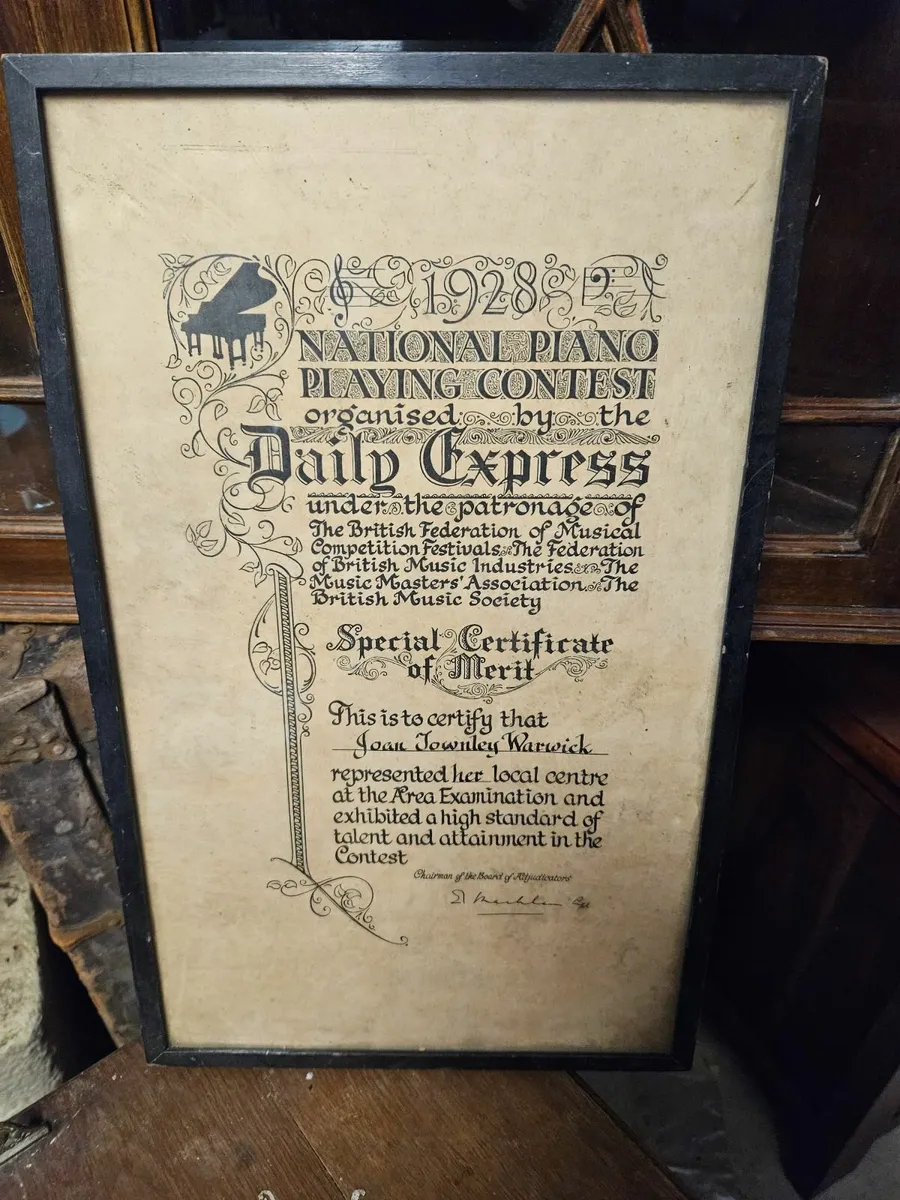 1928
NATIONAL PIANO
PLAYING CONTEST
organised by the
Daily Express
under the patronage of
The British Federation of Musical
Competition Festivals The Federation
of British Music Industries The
Music Masters' Association The
British Music Society
Special Certificate
of Merit
This is to certify that
Joan Townley Warwick
represented her local centre
at the Area Examination and
exhibited a high standard of
talent and attainment in the
Contest
Chairman of the Board of Adjudicators